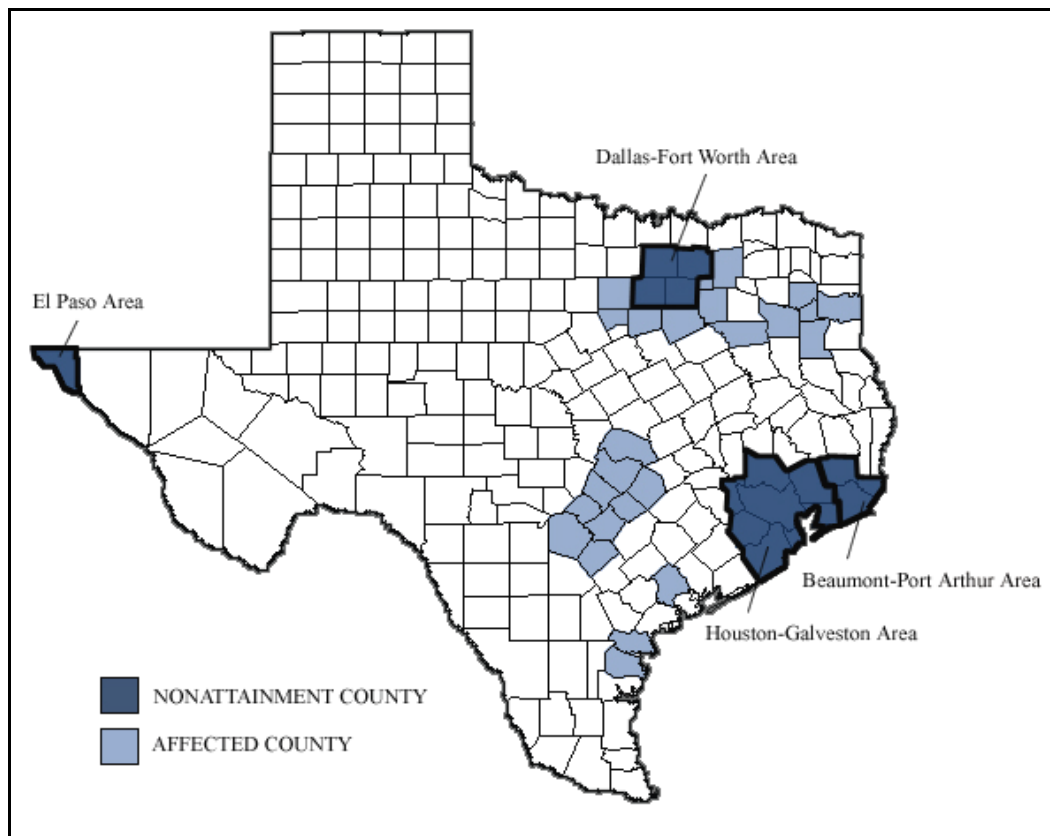 Dallas-Fort Worth Area
El Paso Area
Beaumont-Port Arthur Area
Houston-Galveston Area
NONATTAINMENT COUNTY
AFFECTED COUNTY